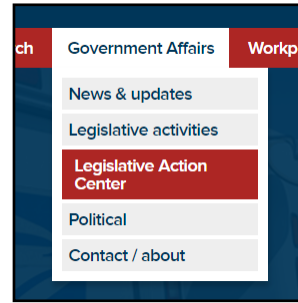 ch Government Affairs Workp
News & updates
Legislative activities
Legislative Action
Center
Political
Contact / about